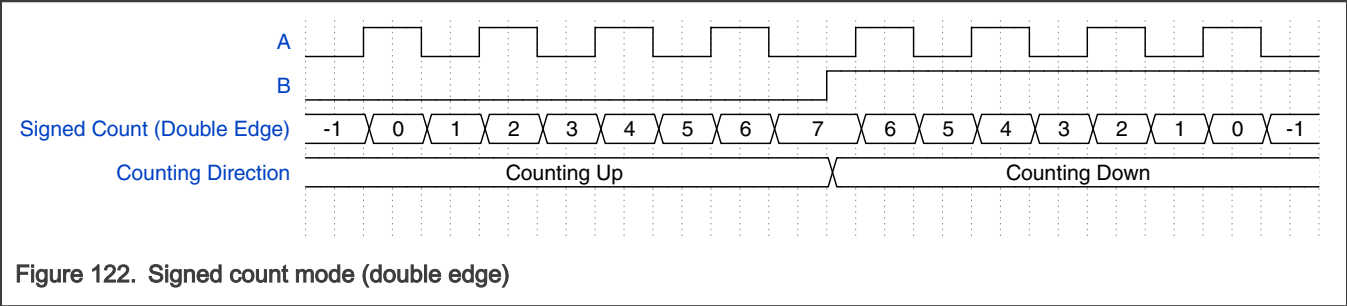 A
B
Signed Count (Double Edge) -1 0 1 2 3 4 5 6 7 6 5 4 3 2 1 0 -1
Counting Direction Counting Up Counting Down
Figure 122. Signed count mode (double edge)